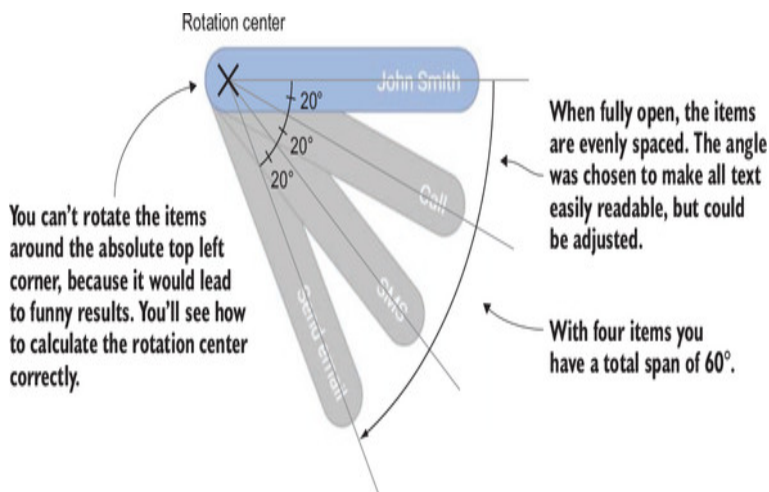 Rotation center
John Smith
20°
20°
20°
Call
SMS
Send email
When fully open, the items
are evenly spaced. The angle
was chosen to make all text
easily readable, but could
be adjusted.
You can't rotate the items
around the absolute top left
corner, because it would lead
to funny results. You'll see how
to calculate the rotation center
correctly.
With four items you
have a total span of 60°.